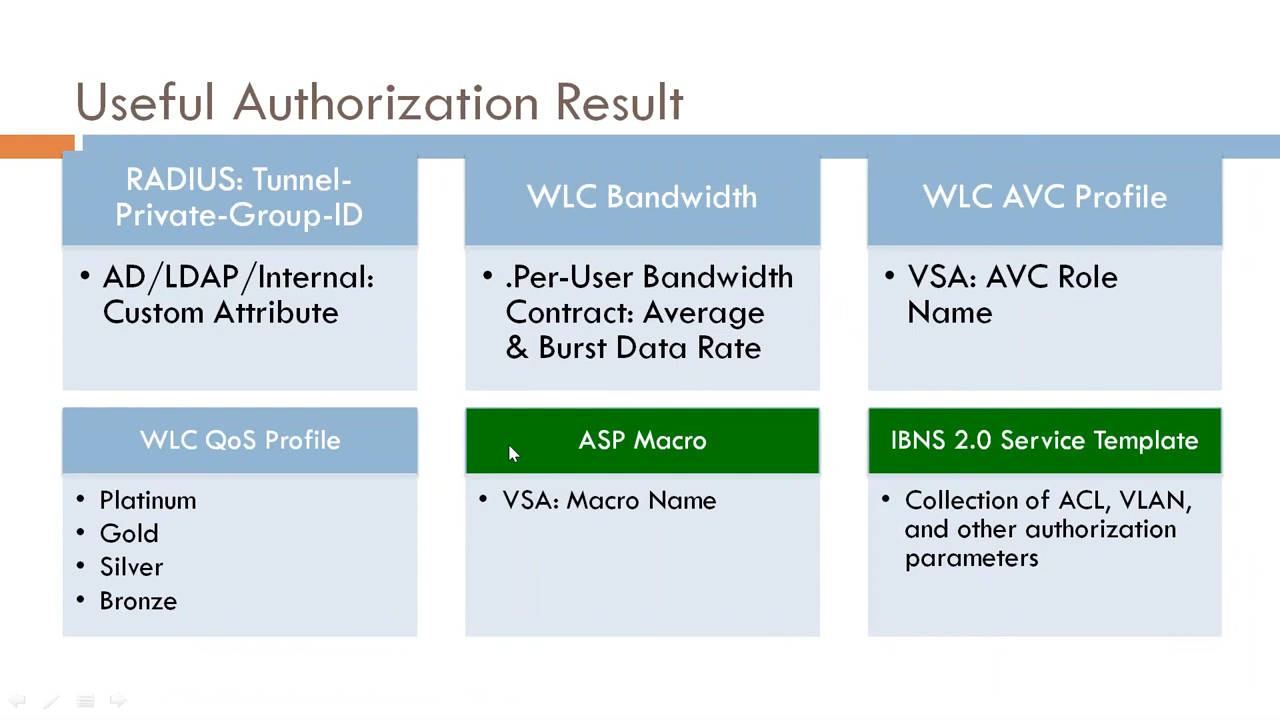 Useful Authorization Result
RADIUS: Tunnel-
Private-Group-ID
• AD/LDAP/Internal:
Custom Attribute
WLC Bandwidth
• .Per-User Bandwidth
Contract: Average
& Burst Data Rate
WLC AVC Profile
• VSA: AVC Role
Name
WLC QoS Profile
• Platinum
• Gold
• Silver
• Bronze
ASP Macro
• VSA: Macro Name
IBNS 2.0 Service Template
• Collection of ACL, VLAN,
and other authorization
parameters